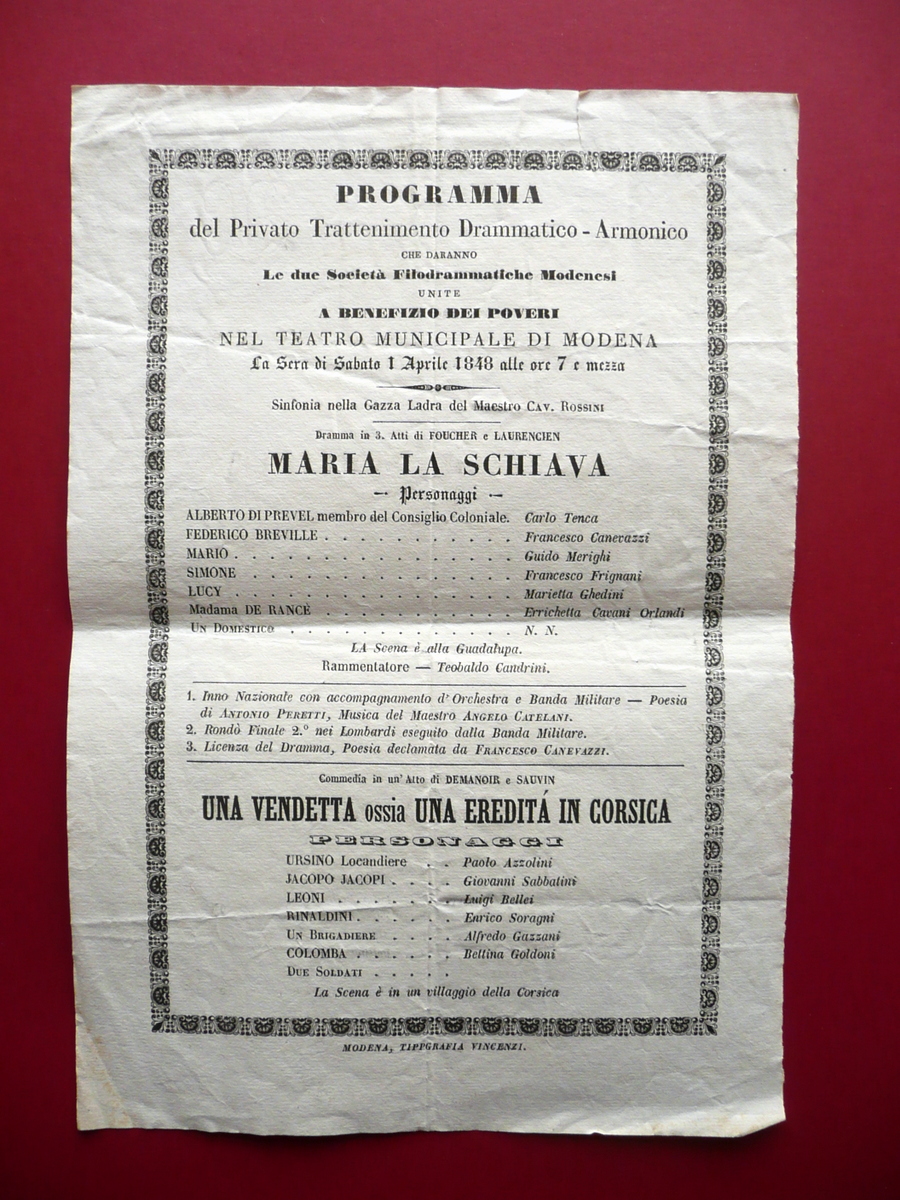 PROGRAMMA
del Privato Trattenimento Drammatico - Armonico
CHE DARANNO
Le due Società Filodrammatiche Modenesi
UNITE
A BENEFIZIO DEI POVERI
NEL TEATRO MUNICIPALE DI MODENA
La Sera di Sabato 1 Aprile 1848 alle ore 7 e mezza
Sinfonia nella Gazza Ladra del Maestro CAV. ROSSINI
Dramma in 3. Atti di FOUCHER e LAURENCIEN
MARIA LA SCHIAVA
— Personaggi —
ALBERTO DI PREVEL membro del Consiglio Coloniale. Carlo Tenca
FEDERICO BREVILLE . . . . . . . . . . . Francesco Canevazzi
MARIO . . . . . . . . . . . . . . . . Guido Merighi
SIMONE . . . . . . . . . . . . . . . Francesco Frignani
LUCY . . . . . . . . . . . . . . . . Marietta Ghedini
Madama DE RANCÉ . . . . . . . . . . . Errichetta Cavani Orlandi
UN DOMESTICO . . . . . . . . . . . . . N. N.
LA Scena è alla Guadalupa.
Rammentatore — Teobaldo Candrini.
1. Inno Nazionale con accompagnamento d'Orchestra e Banda Militare — Poesia
di ANTONIO PERETTI, Musica del Maestro ANGELO CATELANI.
2. Rondò Finale 2.º nei Lombardi eseguito dalla Banda Militare.
3. Licenza del Dramma, Poesia declamata da FRANCESCO CANEVAZZI.
Commedia in un' Atto di DEMANOIR e SAUVIN
UNA VENDETTA ossia UNA EREDITÁ IN CORSICA
PERSONAGGI
URSINO Locandiere . . Paolo Azzolini
JACOPO JACOPI . . . . Giovanni Sabbatini
LEONI . . . . . . . Luigi Bellei
RINALDINI . . . . . . Enrico Soragni
UN BRIGADIERE . . . . Alfredo Gazzani
COLOMBA . . . . . . Bettina Goldoni
DUE SOLDATI . . . . .
La Scena è in un villaggio della Corsica
MODENA, TIPPGRAFIA VINCENZI.